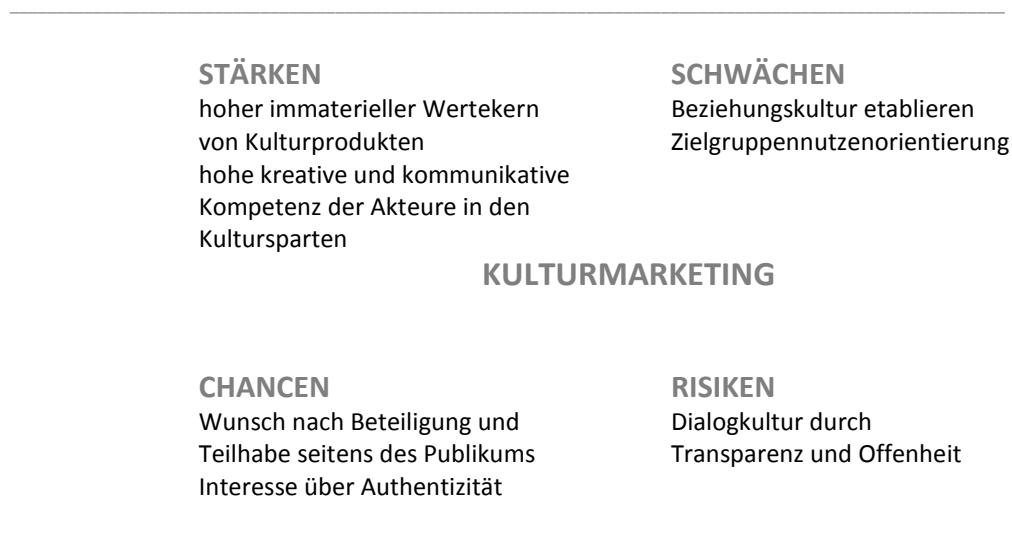 STÄRKEN
hoher immaterieller Wertekern
von Kulturprodukten
hohe kreative und kommunikative
Kompetenz der Akteure in den
Kultursparten
SCHWÄCHEN
Beziehungskultur etablieren
Zielgruppennutzenorientierung
KULTURMARKETING
CHANCEN
Wunsch nach Beteiligung und
Teilhabe seitens des Publikums
Interesse über Authentizität
RISIKEN
Dialogkultur durch
Transparenz und Offenheit